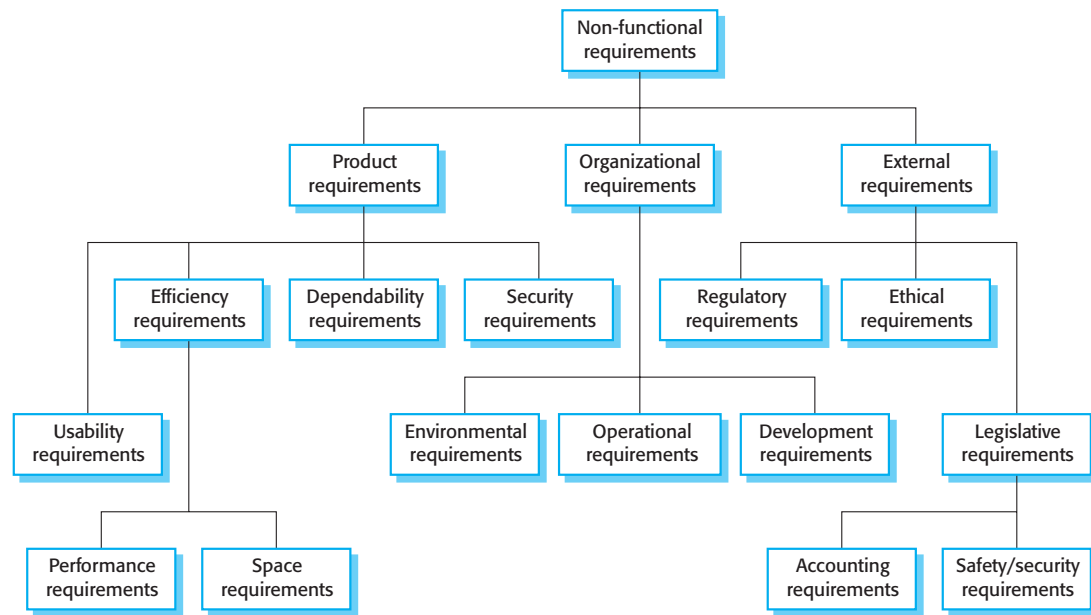 Non-functional
requirements
Product
requirements
Organizational
requirements
External
requirements
Efficiency
requirements
Dependability
requirements
Security
requirements
Regulatory
requirements
Ethical
requirements
Usability
requirements
Environmental
requirements
Operational
requirements
Development
requirements
Legislative
requirements
Performance
requirements
Space
requirements
Accounting
requirements
Safety/security
requirements